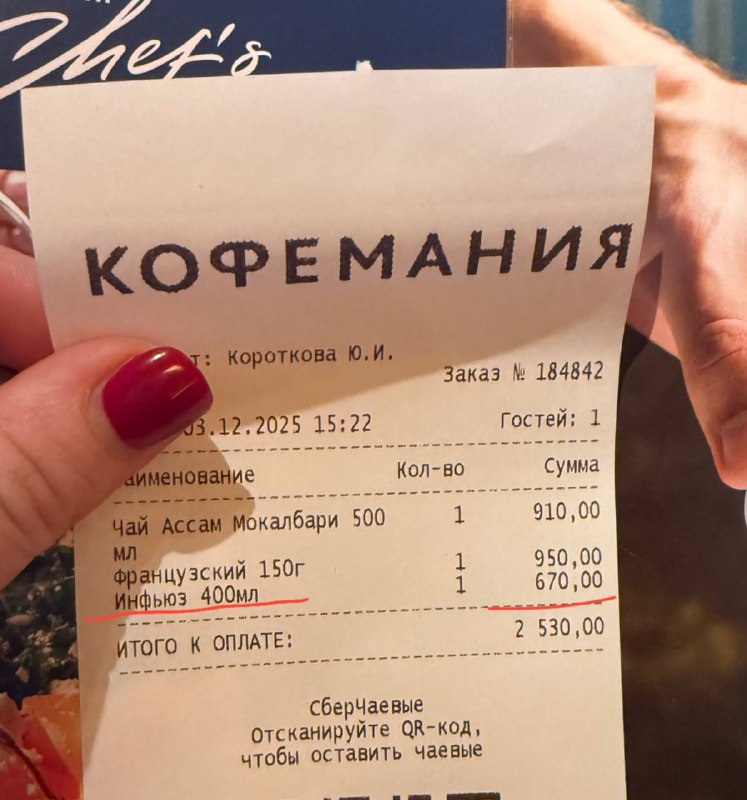 Chef's
КОФЕМАНИЯ
т: Короткова Ю.И.
Заказ № 184842
03.12.2025 15:22
Гостей: 1
аименование Кол-во Сумма
Чай Ассам Мокалбари 500 1 910,00
мл
Французский 150г 1 950,00
Инфьюз 400мл 1 670,00
ИТОГО К ОПЛАТЕ: 2 530,00
СберЧаевые
Отсканируйте QR-код,
чтобы оставить чаевые